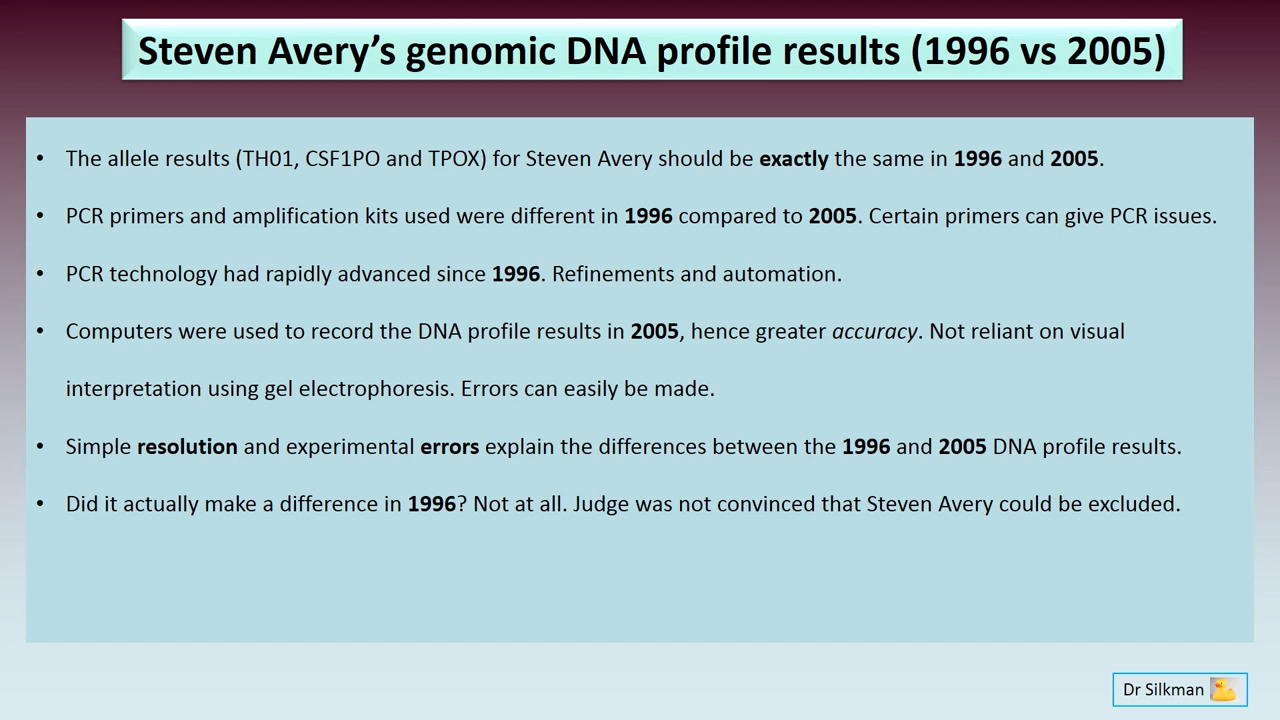 Steven Avery’s genomic DNA profile results (1996 vs 2005)
• The allele results (TH01, CSF1PO and TPOX) for Steven Avery should be exactly the same in 1996 and 2005.
• PCR primers and amplification kits used were different in 1996 compared to 2005. Certain primers can give PCR issues.
• PCR technology had rapidly advanced since 1996. Refinements and automation.
• Computers were used to record the DNA profile results in 2005, hence greater accuracy. Not reliant on visual
interpretation using gel electrophoresis. Errors can easily be made.
• Simple resolution and experimental errors explain the differences between the 1996 and 2005 DNA profile results.
• Did it actually make a difference in 1996? Not at all. Judge was not convinced that Steven Avery could be excluded.
Dr Silkman